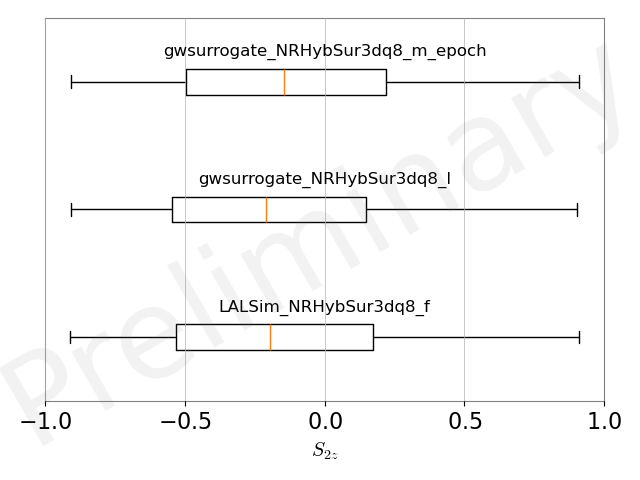 gwsurrogate_NRHybSur3dq8_m_epoch
gwsurrogate_NRHybSur3dq8_l
LALSim_NRHybSur3dq8_f
Preliminary
−1.0 −0.5 0.0 0.5 1.0
S2z